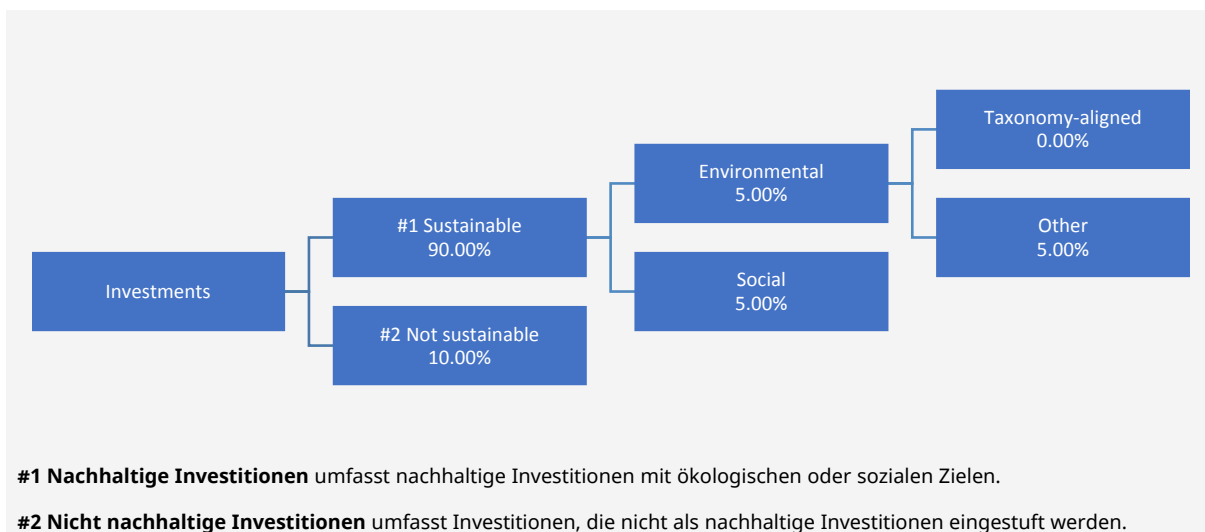 Investments
#1 Sustainable
90.00%
#2 Not sustainable
10.00%
Environmental
5.00%
Social
5.00%
Taxonomy-aligned
0.00%
Other
5.00%
#1 Nachhaltige Investitionen umfasst nachhaltige Investitionen mit ökologischen oder sozialen Zielen.
#2 Nicht nachhaltige Investitionen umfasst Investitionen, die nicht als nachhaltige Investitionen eingestuft werden.